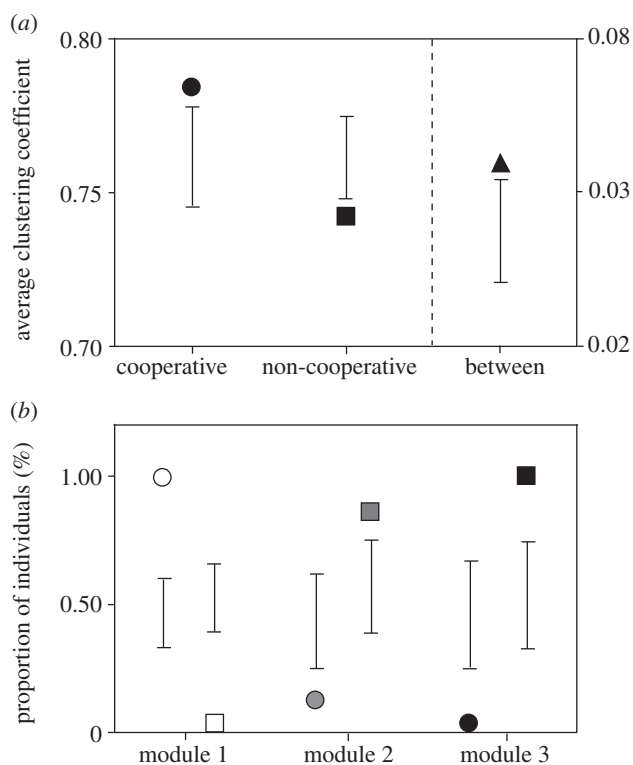 (a)
0.80
0.08
average clustering coefficient
0.75
0.03
0.70
0.02
cooperative non-cooperative between
(b)
proportion of individuals (%)
1.00
0.50
0
module 1 module 2 module 3